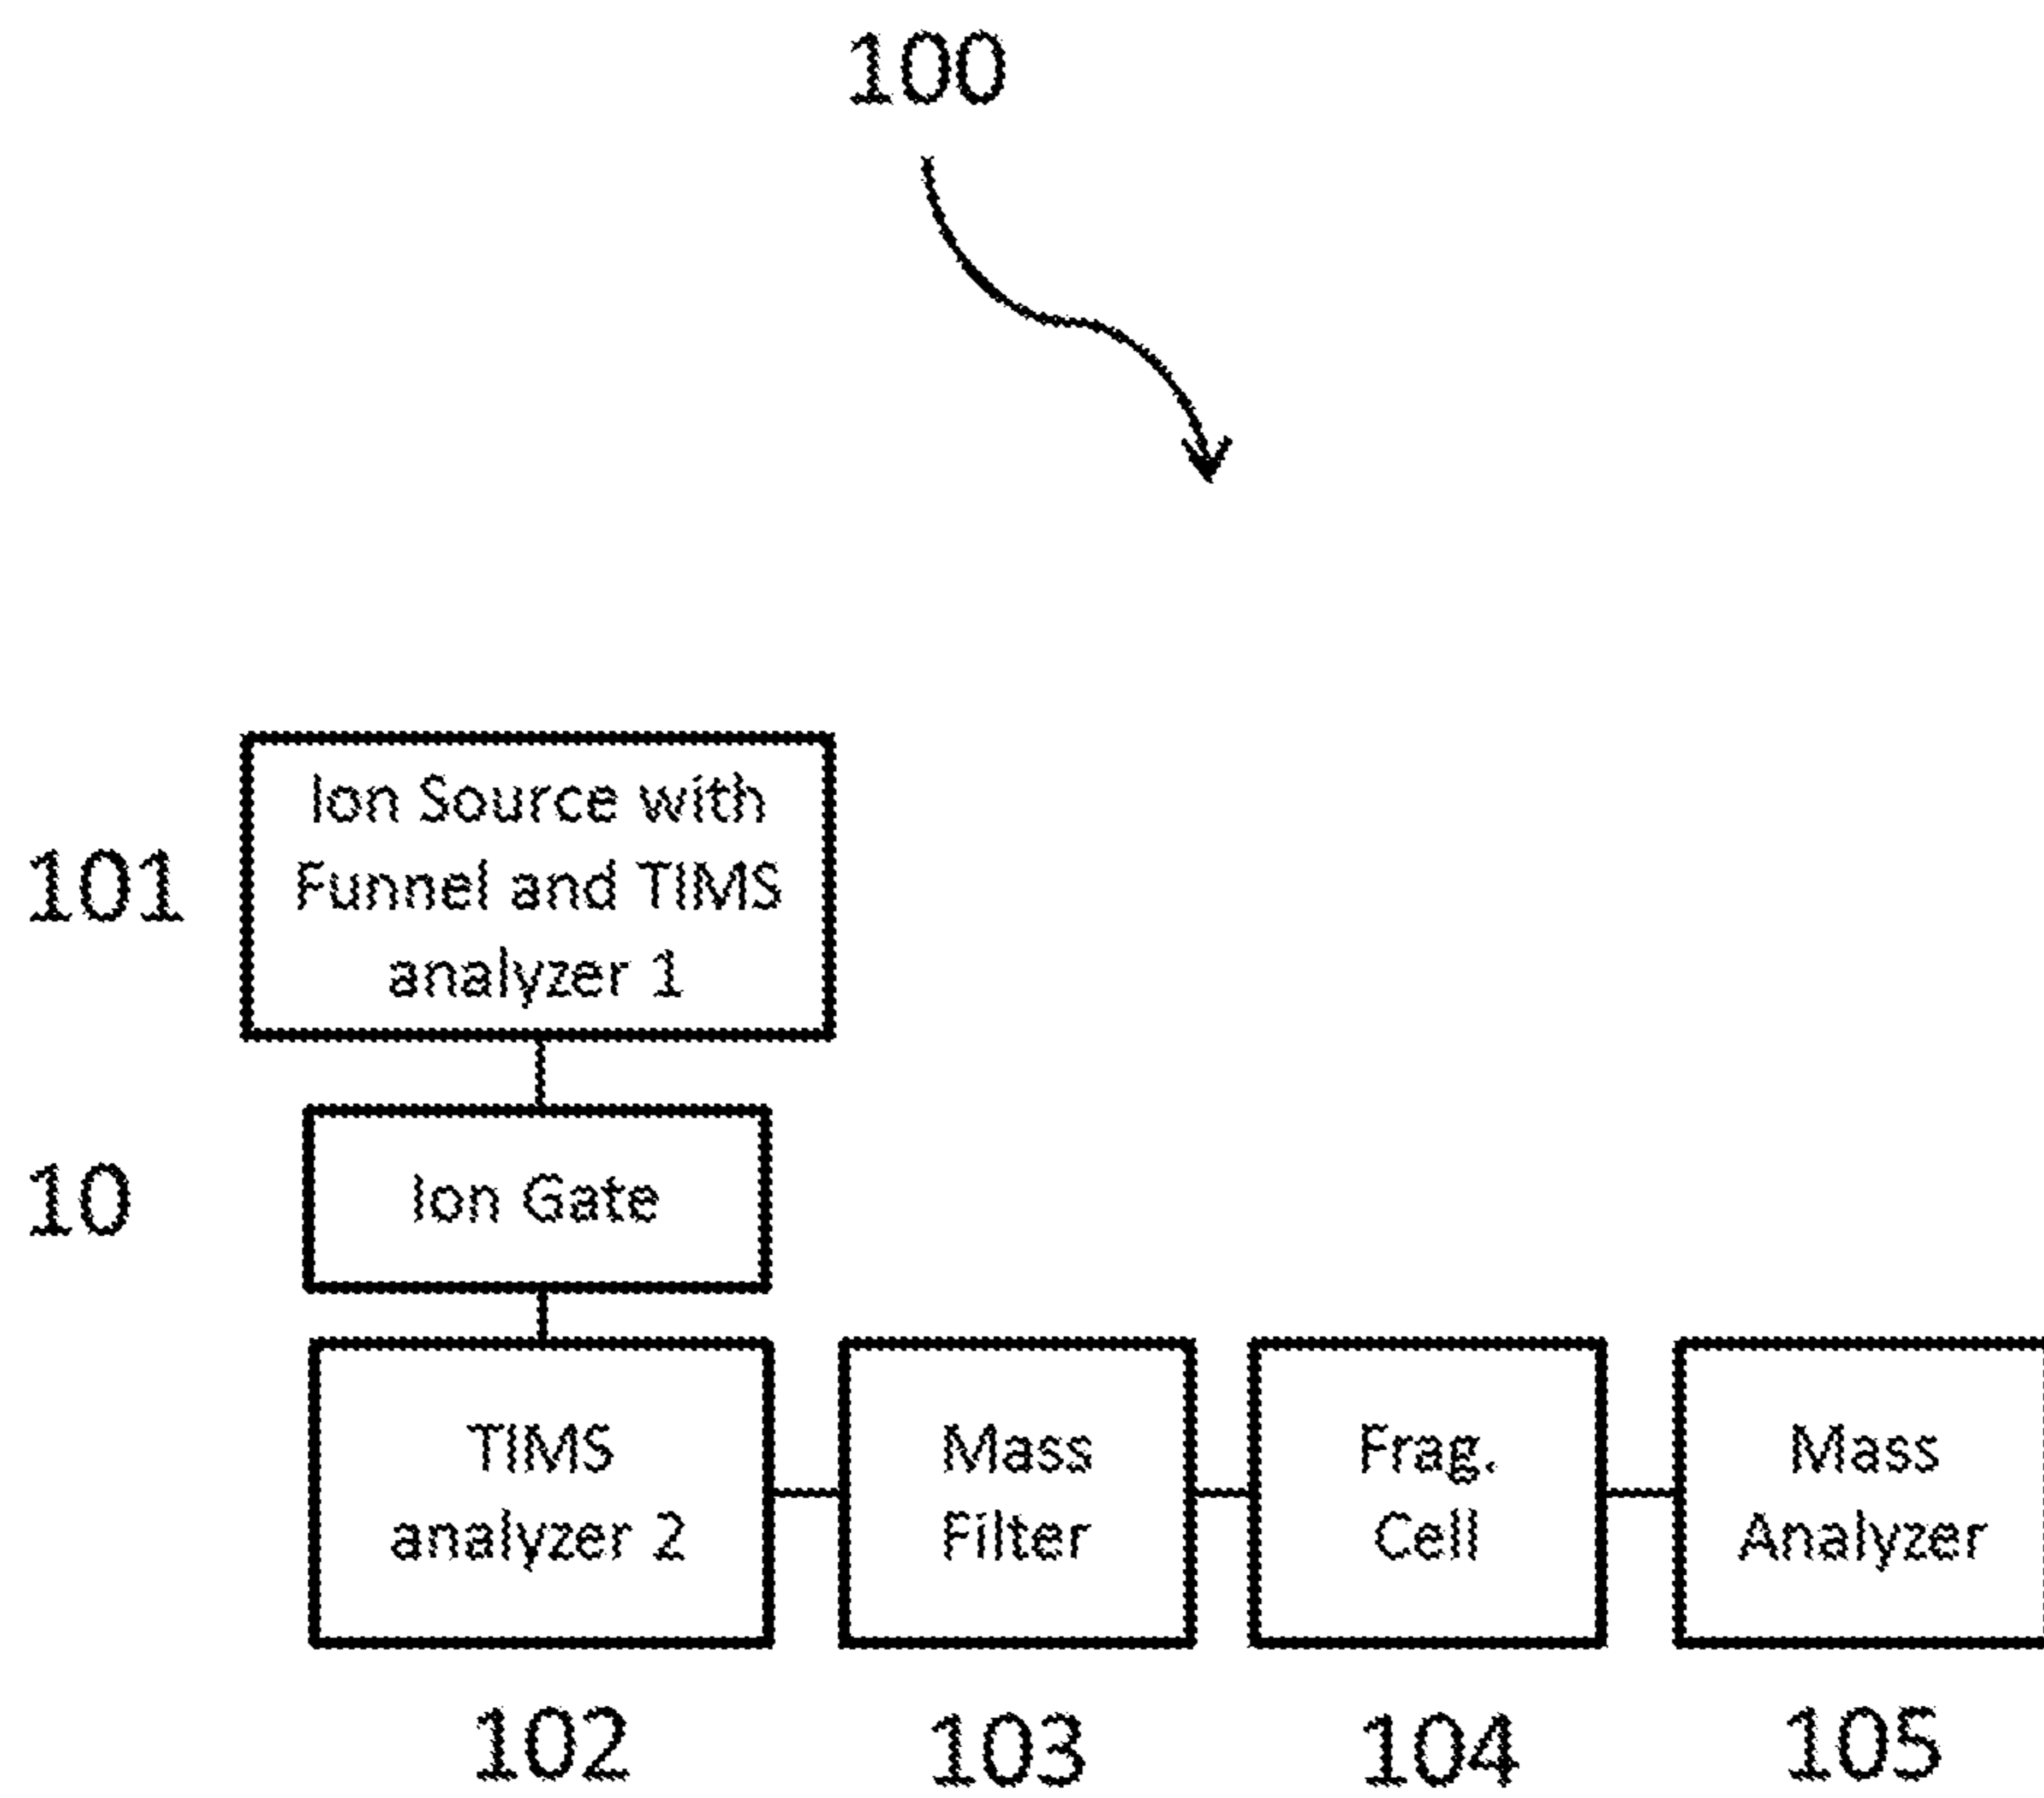 100
101
Ion Source with
Funnel and TIMS
analyzer 1
10
Ion Gate
TIMS
analyzer 2
Mass
Filter
Frag.
Cell
Mass
Analyzer
102
103
104
105